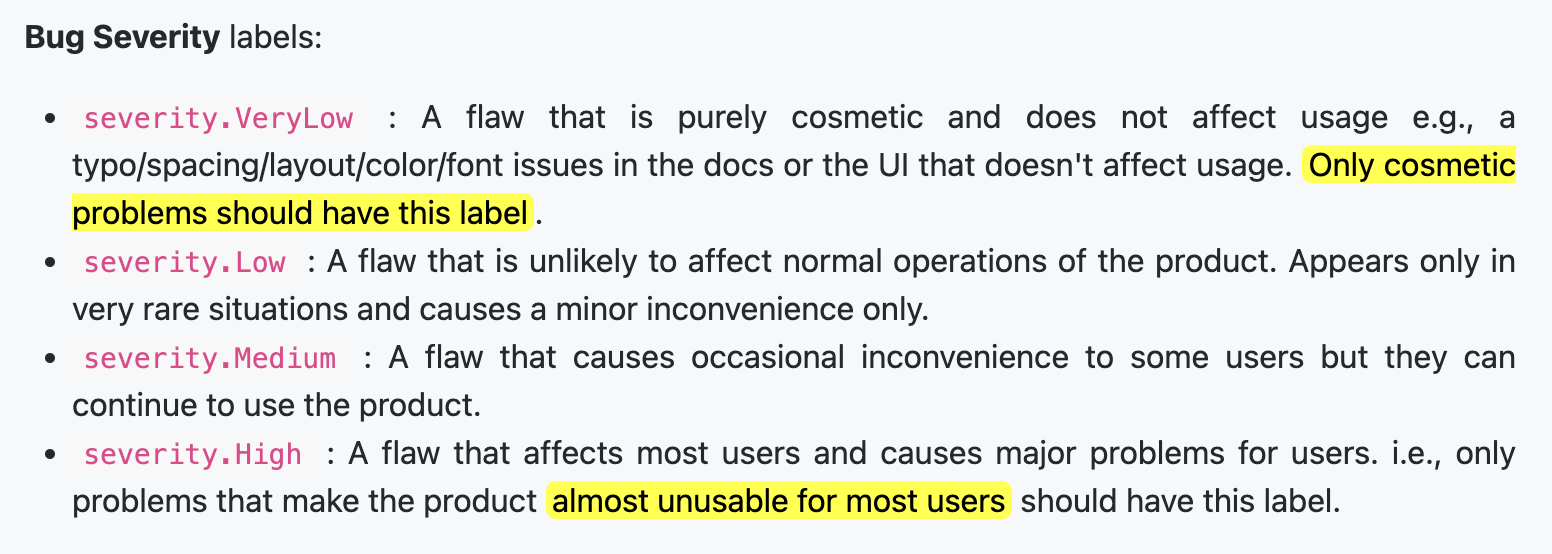 Bug Severity labels:
• severity.VeryLow : A flaw that is purely cosmetic and does not affect usage e.g., a
typo/spacing/layout/color/font issues in the docs or the UI that doesn't affect usage. Only cosmetic
problems should have this label.
• severity.Low : A flaw that is unlikely to affect normal operations of the product. Appears only in
very rare situations and causes a minor inconvenience only.
• severity.Medium : A flaw that causes occasional inconvenience to some users but they can
continue to use the product.
• severity.High : A flaw that affects most users and causes major problems for users. i.e., only
problems that make the product almost unusable for most users should have this label.